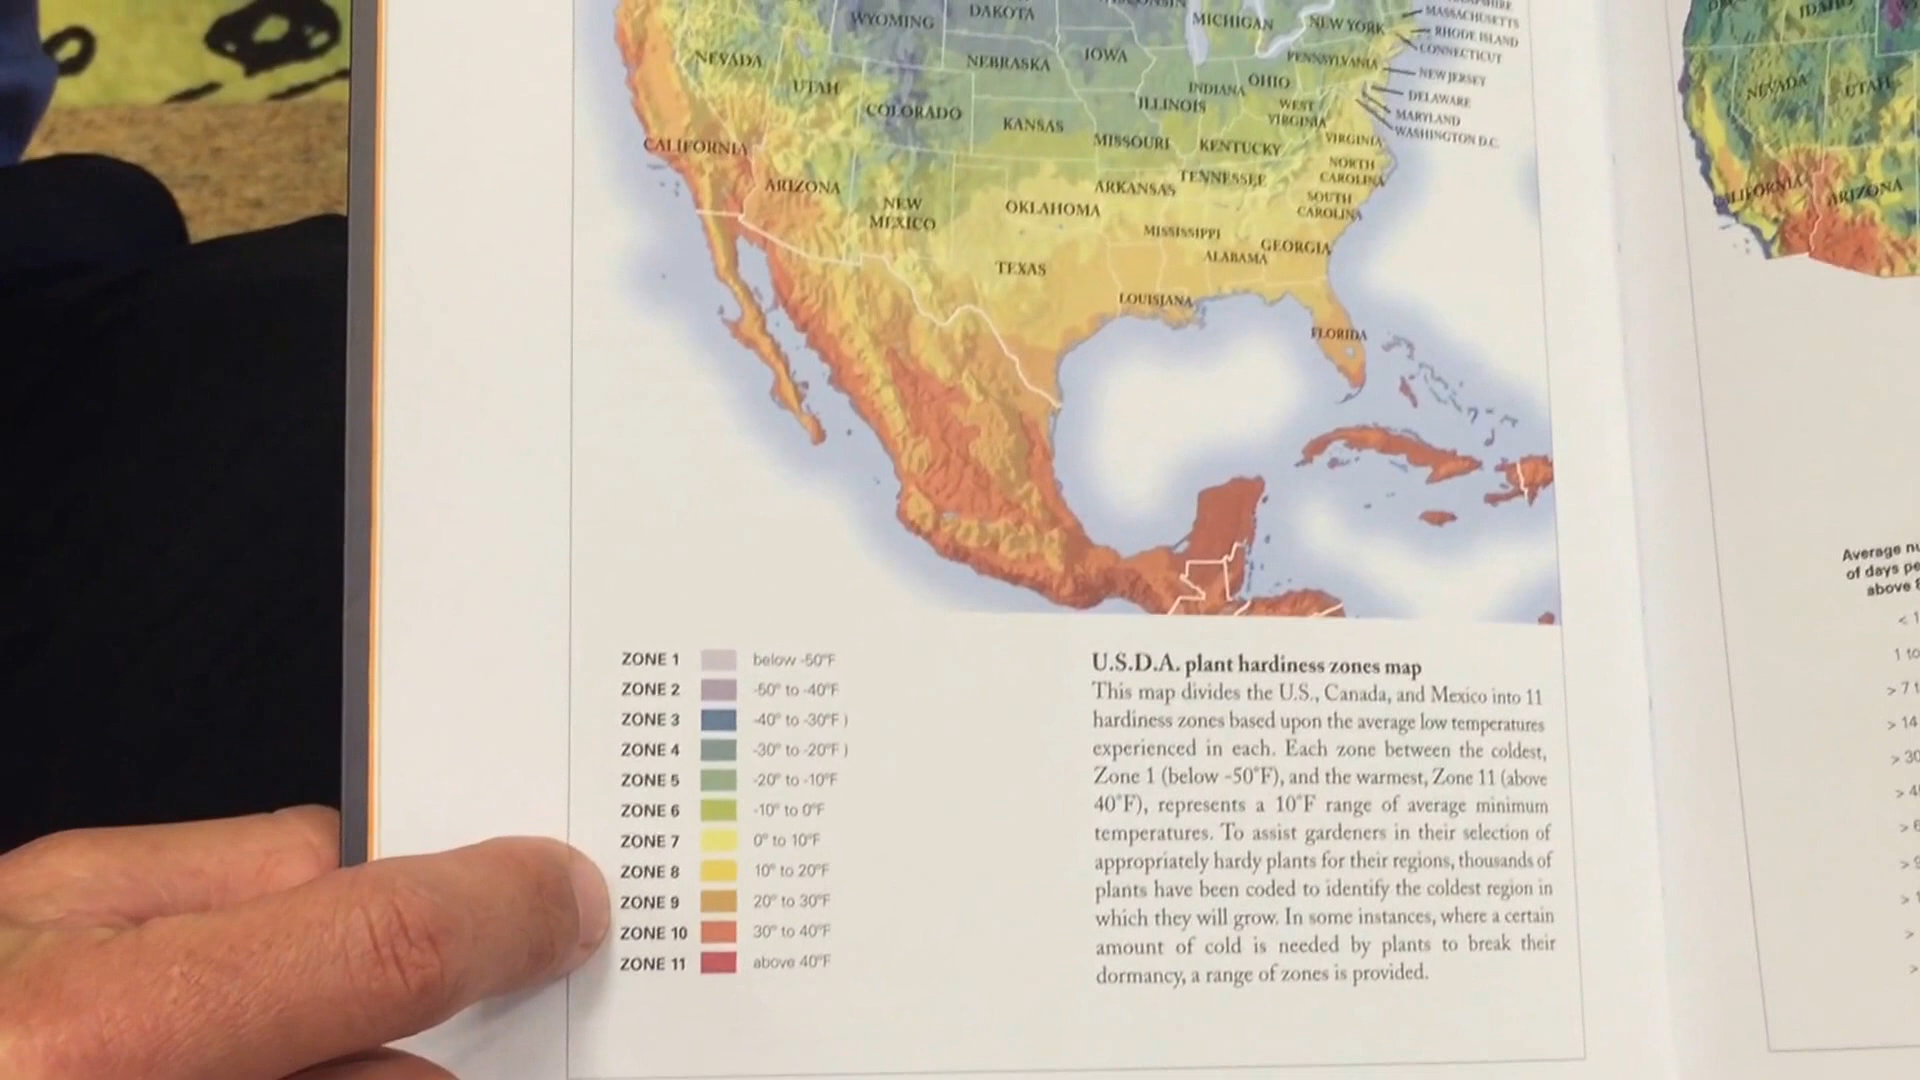 WYOMING
DAKOTA
MICHIGAN
NEW YORK
MASSACHUSETTS
RHODE ISLAND
CONNECTICUT
NEVADA
UTAH
NEBRASKA
IOWA
PENNSYLVANIA
NEW JERSEY
INDIANA
OHIO
DELAWARE
COLORADO
KANSAS
ILLINOIS
WEST
VIRGINIA
MARYLAND
WASHINGTON D.C.
CALIFORNIA
MISSOURI
KENTUCKY
VIRGINIA
ARIZONA
NEW
MEXICO
OKLAHOMA
ARKANSAS
TENNESSEE
NORTH
CAROLINA
SOUTH
CAROLINA
MISSISSIPPI
GEORGIA
TEXAS
ALABAMA
LOUISIANA
FLORIDA
ZONE 1 below -50°F
ZONE 2 -50° to -40°F
ZONE 3 -40° to -30°F )
ZONE 4 -30° to -20°F )
ZONE 5 -20° to -10°F
ZONE 6 -10° to 0°F
ZONE 7 0° to 10°F
ZONE 8 10° to 20°F
ZONE 9 20° to 30°F
ZONE 10 30° to 40°F
ZONE 11 above 40°F
U.S.D.A. plant hardiness zones map
This map divides the U.S., Canada, and Mexico into 11
hardiness zones based upon the average low temperatures
experienced in each. Each zone between the coldest,
Zone 1 (below -50°F), and the warmest, Zone 11 (above
40°F), represents a 10°F range of average minimum
temperatures. To assist gardeners in their selection of
appropriately hardy plants for their regions, thousands of
plants have been coded to identify the coldest region in
which they will grow. In some instances, where a certain
amount of cold is needed by plants to break their
dormancy, a range of zones is provided.
NEVADA
UTAH
ARIZONA
Average
of days
above
< 1
1 to
> 7
> 14
> 30